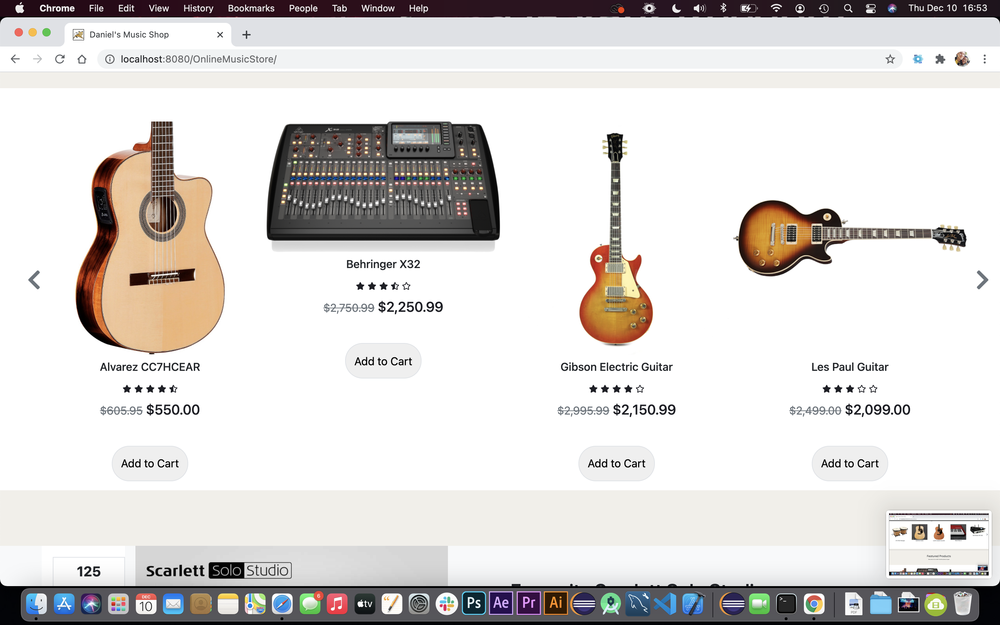 Chrome File Edit View History Bookmarks People Tab Window Help Thu Dec 10 16:53
Daniel's Music Shop
localhost:8080/OnlineMusicStore/
X32
Behringer X32
$2,750.99 $2,250.99
Add to Cart
Alvarez CC7HCEAR
$605.95 $550.00
Add to Cart
Gibson Electric Guitar
$2,995.99 $2,150.99
Add to Cart
Les Paul Guitar
$2,499.00 $2,099.00
Add to Cart
Featured Products
125
Scarlett Solo Studio
DEC
10
280
6
tv
Ps
Ae
Pr
Ai
>_
PDF